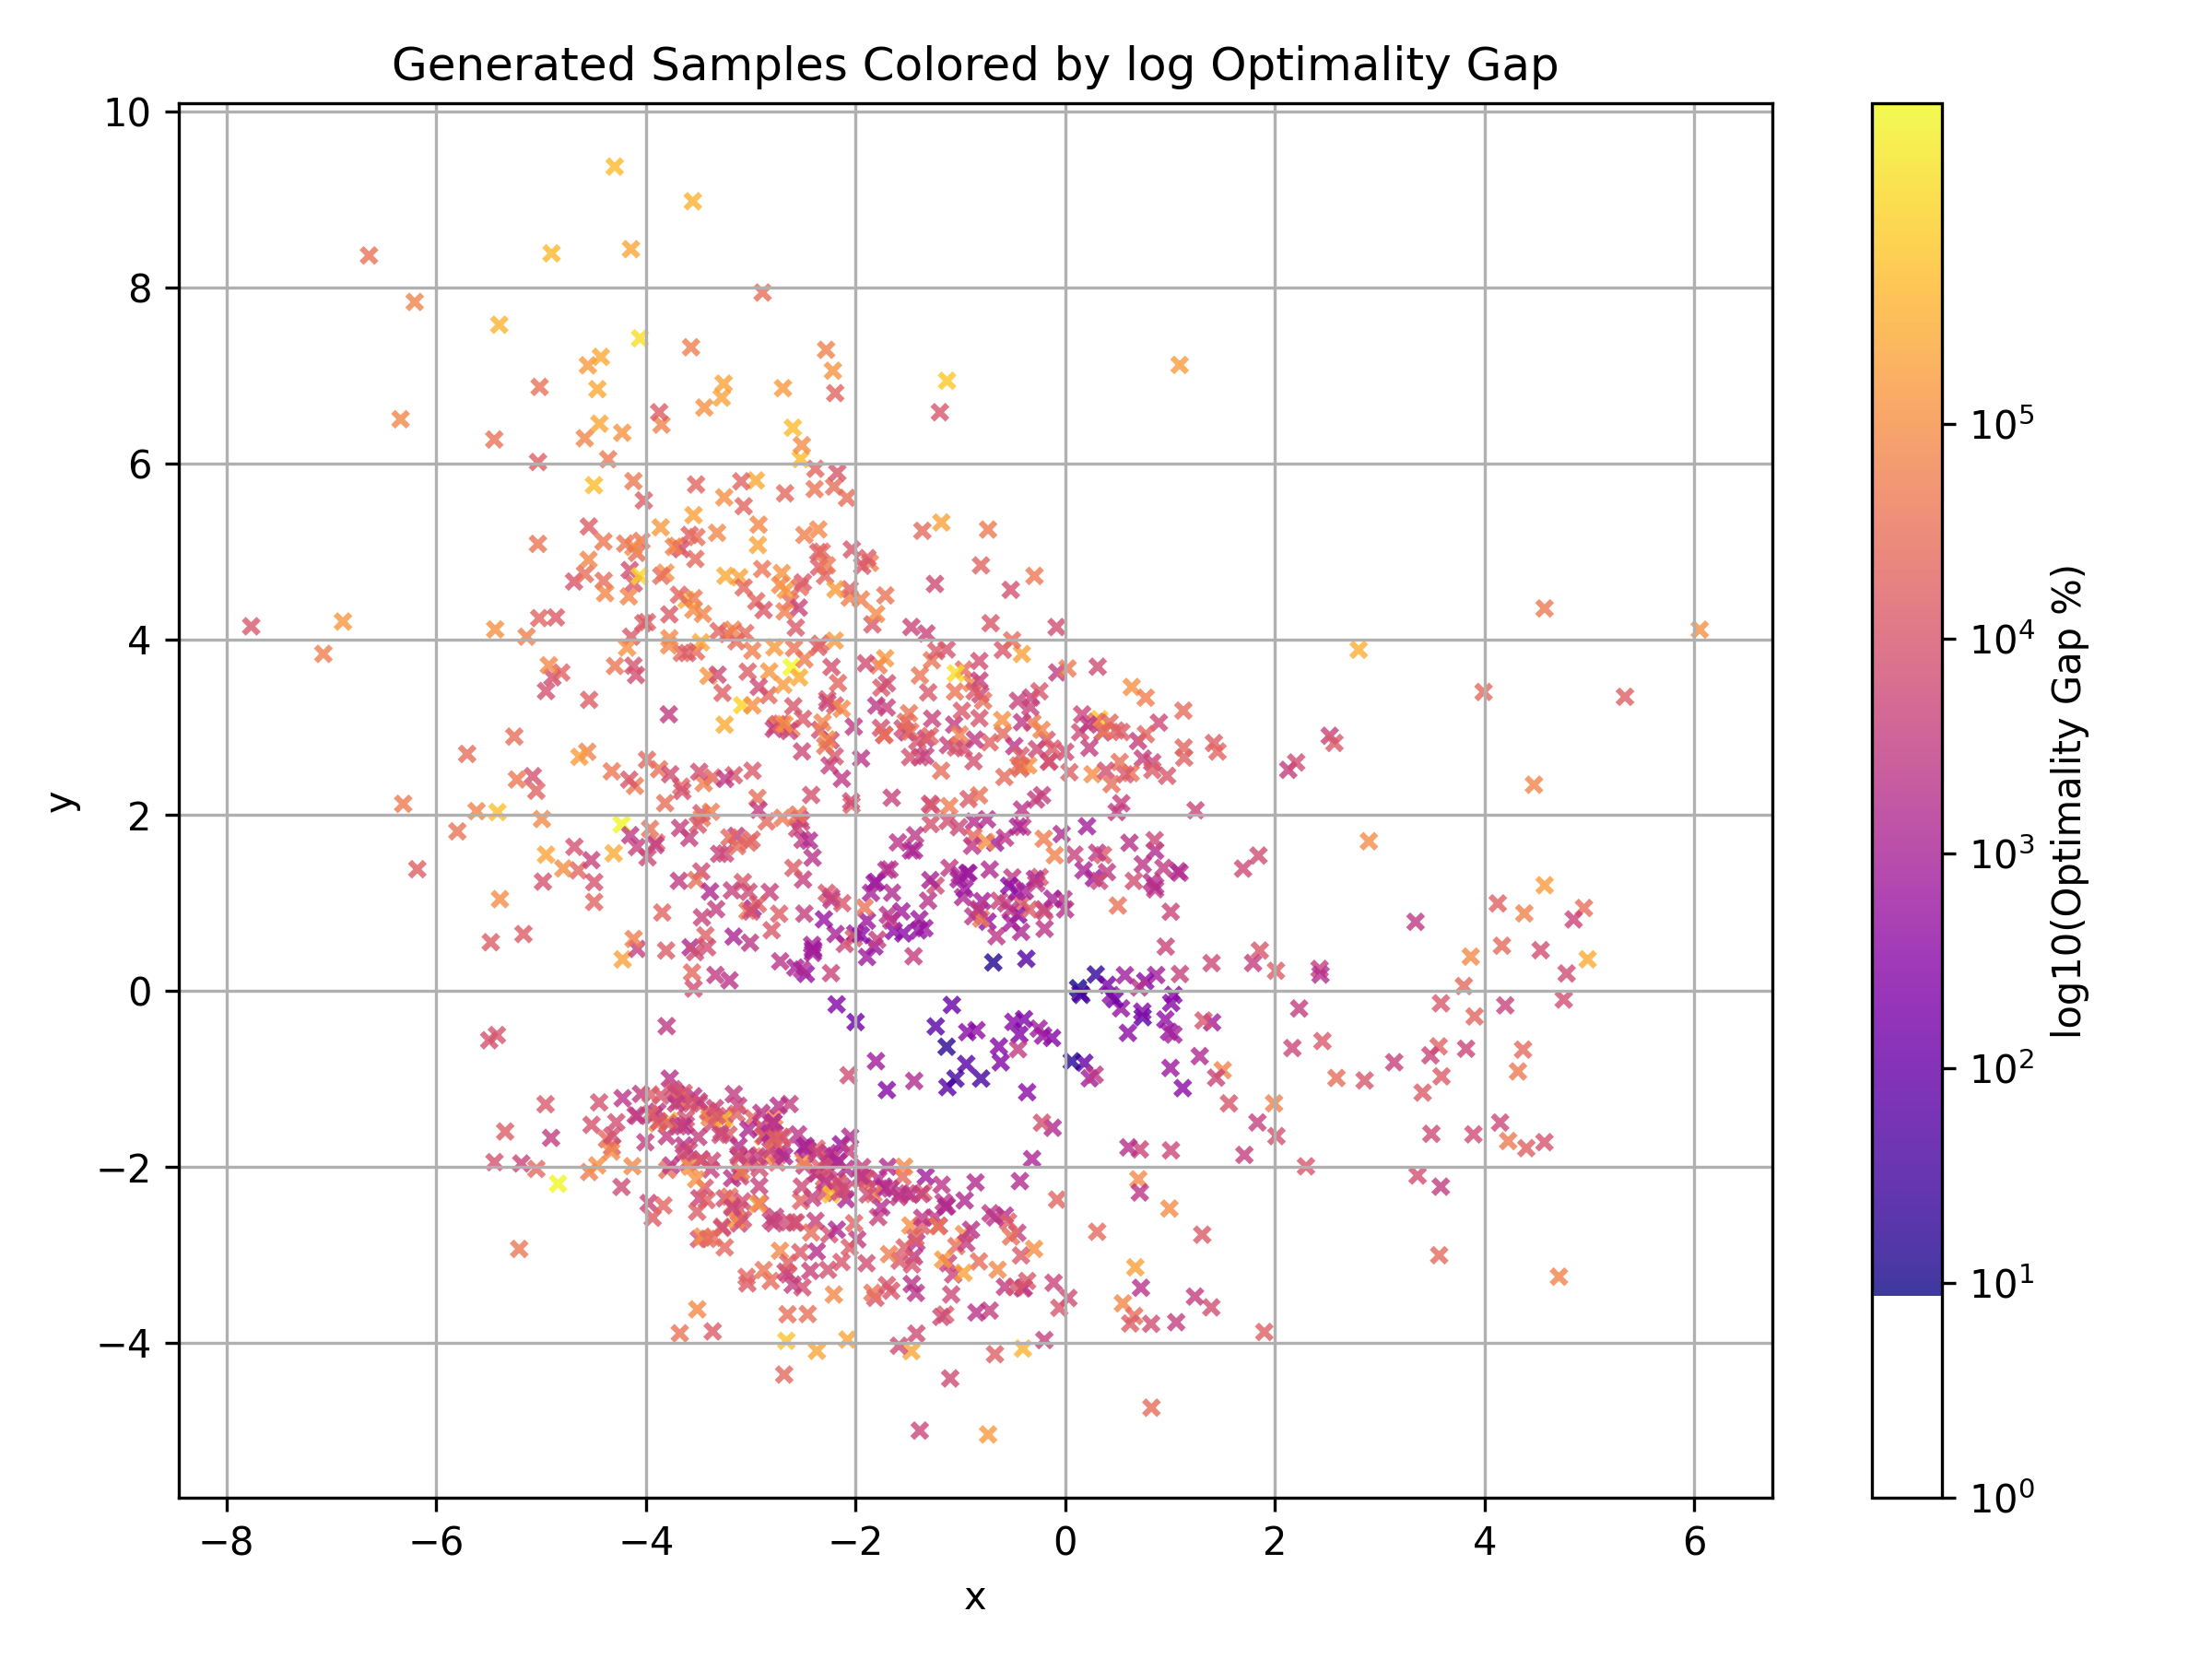 Generated Samples Colored by log Optimality Gap
10
8
6
4
2
0
−2
−4
y
−8 −6 −4 −2 0 2 4 6
x
10⁵
10⁴
10³
10²
10¹
10⁰
log10(Optimality Gap %)